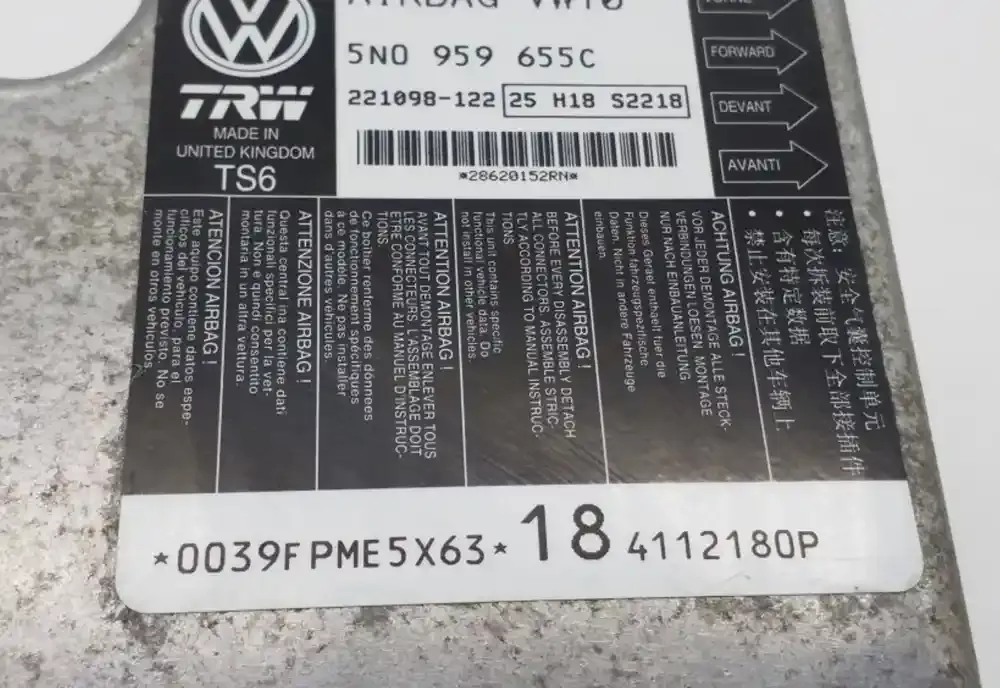 AIRBAG VW10
5N0 959 655C
221098-122 25 H18 S2218
*28620152RN*
TRW
MADE IN
UNITED KINGDOM
TS6
FORWARD
DEVANT
AVANTI
注意: 安全气囊控制单元
• 每次拆装前取下全部接插件
• 含有特定数据
• 禁止安装在其他车辆上
ACHTUNG AIRBAG !
VOR JEDER DEMONTAGE ALLE STECK-
VERBINDUNGEN LOESEN. MONTAGE
NUR NACH EINBAUANLEITUNG
Dieses Geraet enthaelt fuer die
Funktion fahrzeugspezifische
Daten. Nicht in andere Fahrzeuge
einbauen.
ATTENTION AIRBAG !
BEFORE EVERY DISASSEMBLY DETACH
ALL CONNECTORS. ASSEMBLE STRIC-
TLY ACCORDING TO MANUAL INSTRUC-
TIONS
This unit contains specific
functional vehicle data. Do
not install in other vehicles.
ATTENTION AIRBAG !
AVANT TOUT DEMONTAGE ENLEVER TOUS
LES CONNECTEURS. L'ASSEMBLAGE DOIT
ETRE CONFORME AU MANUEL D'INSTRUC-
TIONS.
Ce boitier renferme des données
de fonctionnement spécifiques
à ce modèle. Ne pas installer
dans d'autres véhicules.
ATTENZIONE AIRBAG !
Questa centralina contiene dati
funzionali specifici per la vet-
tura. Non e quindi consentito
montarla in un altra vettura.
ATENCION AIRBAG !
Este equipo contiene datos espe-
cificos del vehiculo, para el
funcionamiento previsto. No se
monte en otros vehiculos.
*0039F PME5X63* 18 4112180P